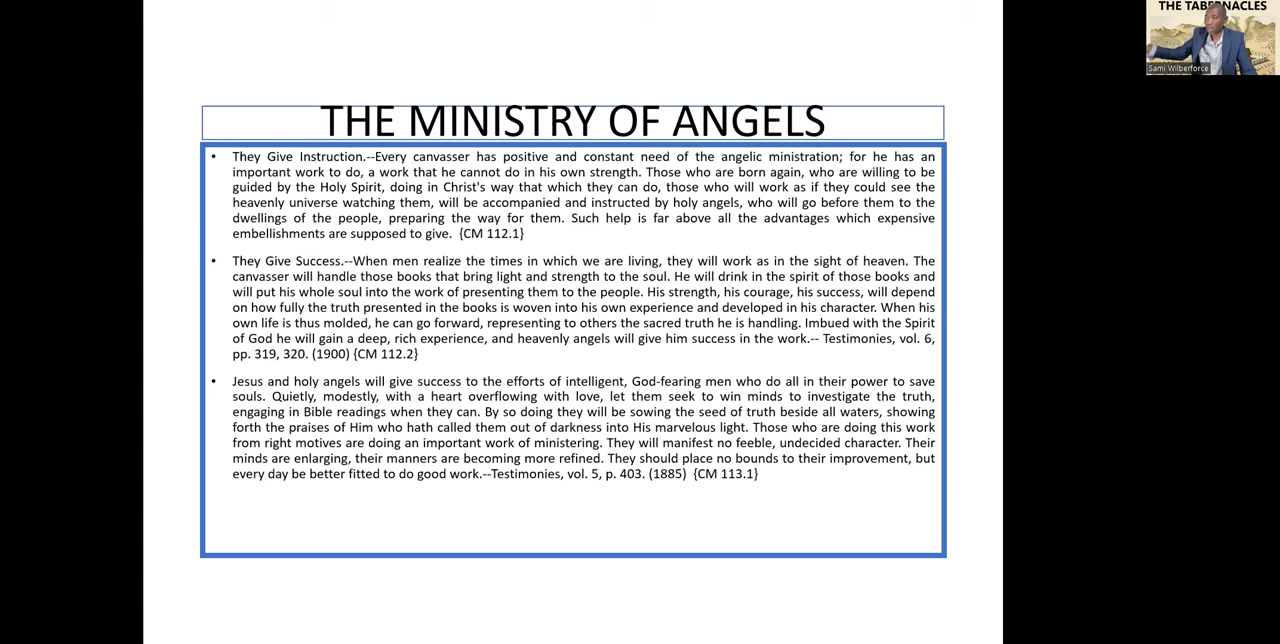 THE TABERNACLES
Sami Wilberforce
THE MINISTRY OF ANGELS
• They Give Instruction.--Every canvasser has positive and constant need of the angelic ministration; for he has an
important work to do, a work that he cannot do in his own strength. Those who are born again, who are willing to be
guided by the Holy Spirit, doing in Christ's way that which they can do, those who will work as if they could see the
heavenly universe watching them, will be accompanied and instructed by holy angels, who will go before them to the
dwellings of the people, preparing the way for them. Such help is far above all the advantages which expensive
embellishments are supposed to give. {CM 112.1}
• They Give Success.--When men realize the times in which we are living, they will work as in the sight of heaven. The
canvasser will handle those books that bring light and strength to the soul. He will drink in the spirit of those books and
will put his whole soul into the work of presenting them to the people. His strength, his courage, his success, will depend
on how fully the truth presented in the books is woven into his own experience and developed in his character. When his
own life is thus molded, he can go forward, representing to others the sacred truth he is handling. Imbued with the Spirit
of God he will gain a deep, rich experience, and heavenly angels will give him success in the work.-- Testimonies, vol. 6,
pp. 319, 320. (1900) {CM 112.2}
• Jesus and holy angels will give success to the efforts of intelligent, God-fearing men who do all in their power to save
souls. Quietly, modestly, with a heart overflowing with love, let them seek to win minds to investigate the truth,
engaging in Bible readings when they can. By so doing they will be sowing the seed of truth beside all waters, showing
forth the praises of Him who hath called them out of darkness into His marvelous light. Those who are doing this work
from right motives are doing an important work of ministering. They will manifest no feeble, undecided character. Their
minds are enlarging, their manners are becoming more refined. They should place no bounds to their improvement, but
every day be better fitted to do good work.--Testimonies, vol. 5, p. 403. (1885) {CM 113.1}